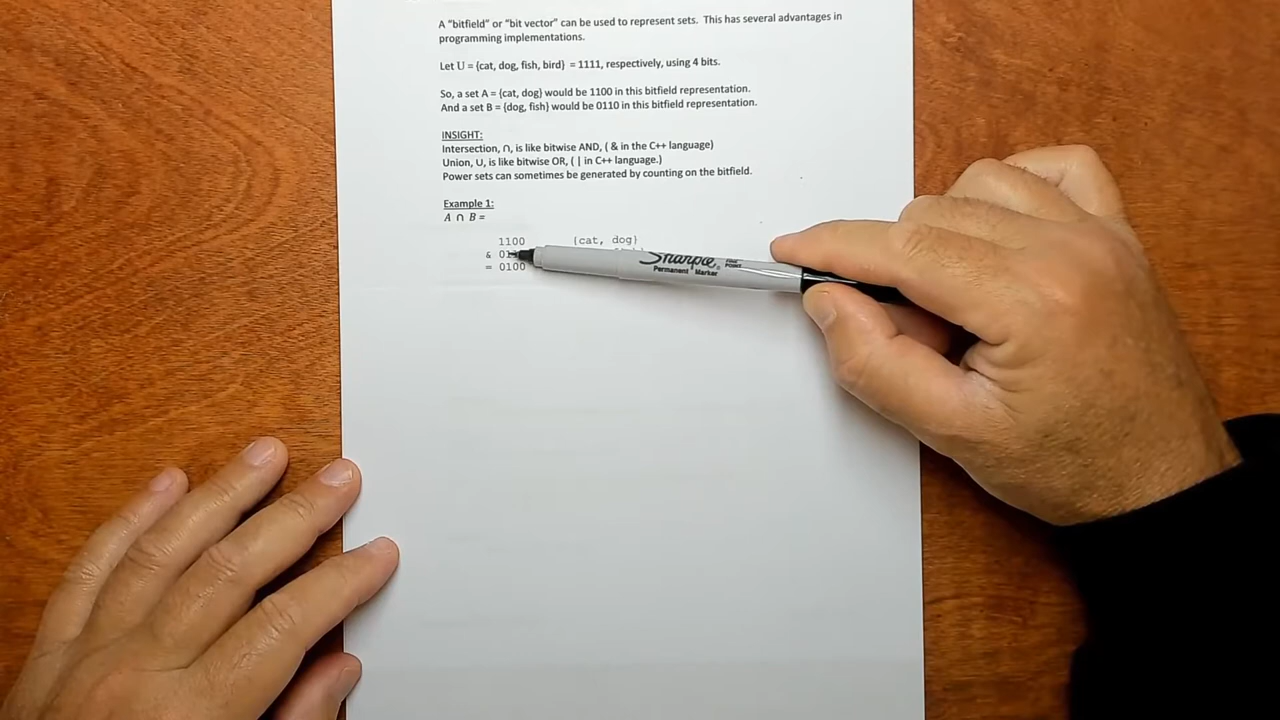 A "bitfield" or "bit vector" can be used to represent sets. This has several advantages in
programming implementations.
Let U = {cat, dog, fish, bird} = 1111, respectively, using 4 bits.
So, a set A = {cat, dog} would be 1100 in this bitfield representation.
And a set B = {dog, fish} would be 0110 in this bitfield representation.
INSIGHT:
Intersection, ∩, is like bitwise AND, ( & in the C++ language)
Union, ∪, is like bitwise OR, ( | in C++ language.)
Power sets can sometimes be generated by counting on the bitfield.
Example 1:
A ∩ B =
1100 {cat, dog}
&
= 0100
Sharpie
FINE POINT
Permanent Marker